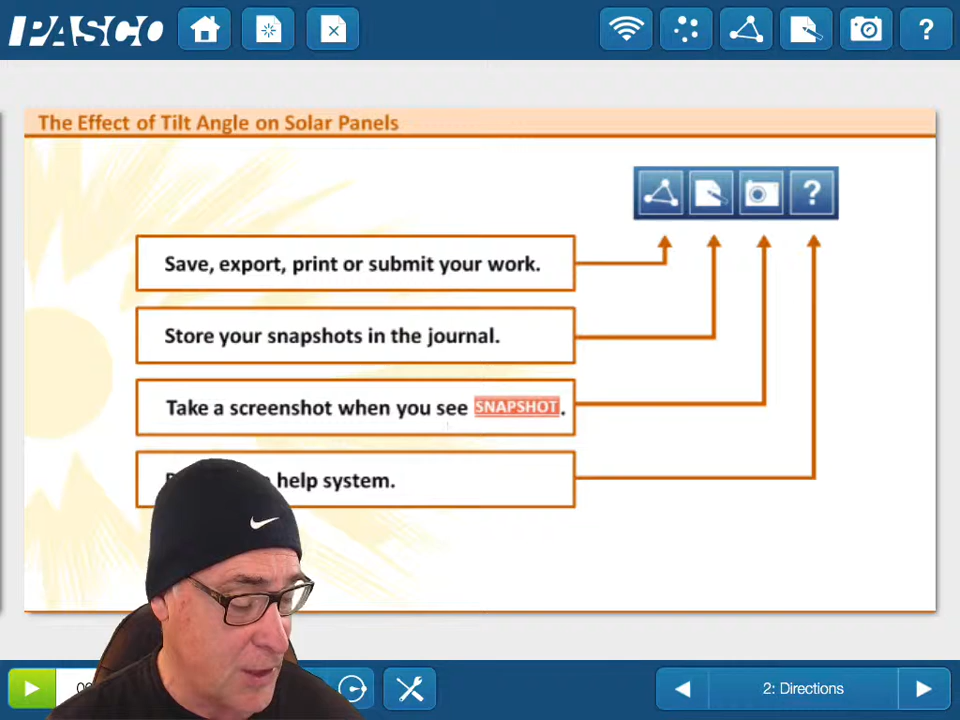 PASCO
?
The Effect of Tilt Angle on Solar Panels
?
Save, export, print or submit your work.
Store your snapshots in the journal.
Take a screenshot when you see SNAPSHOT.
help system.
2: Directions